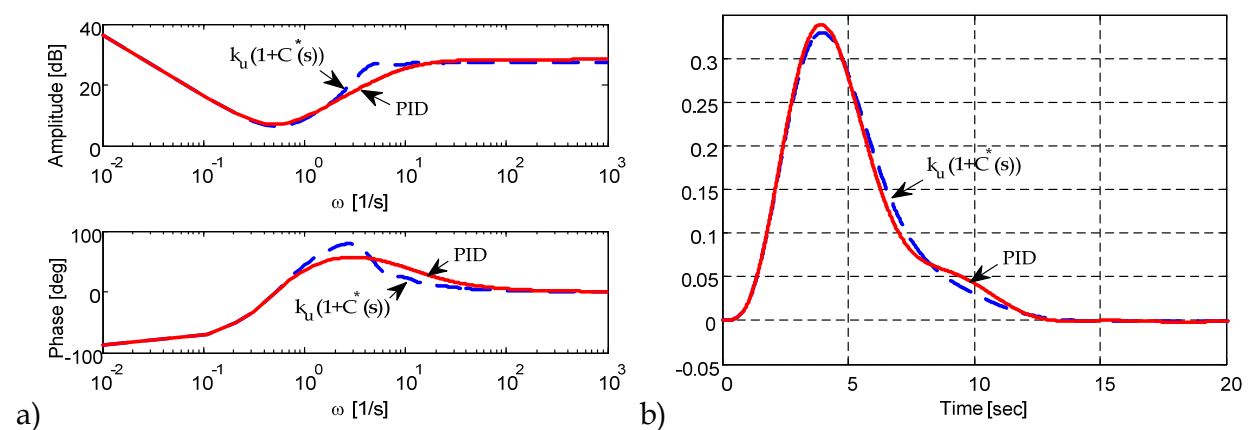 40
20
0
Amplitude [dB]
k_u(1+C^*(s))
PID
10^-2 10^-1 10^0 10^1 10^2 10^3
ω [1/s]
100
0
-100
Phase [deg]
PID
k_u(1+C^*(s))
10^-2 10^-1 10^0 10^1 10^2 10^3
ω [1/s]
a)
0.3
0.25
0.2
0.15
0.1
0.05
0
-0.05
k_u(1+C^*(s))
PID
0 5 10 15 20
Time [sec]
b)